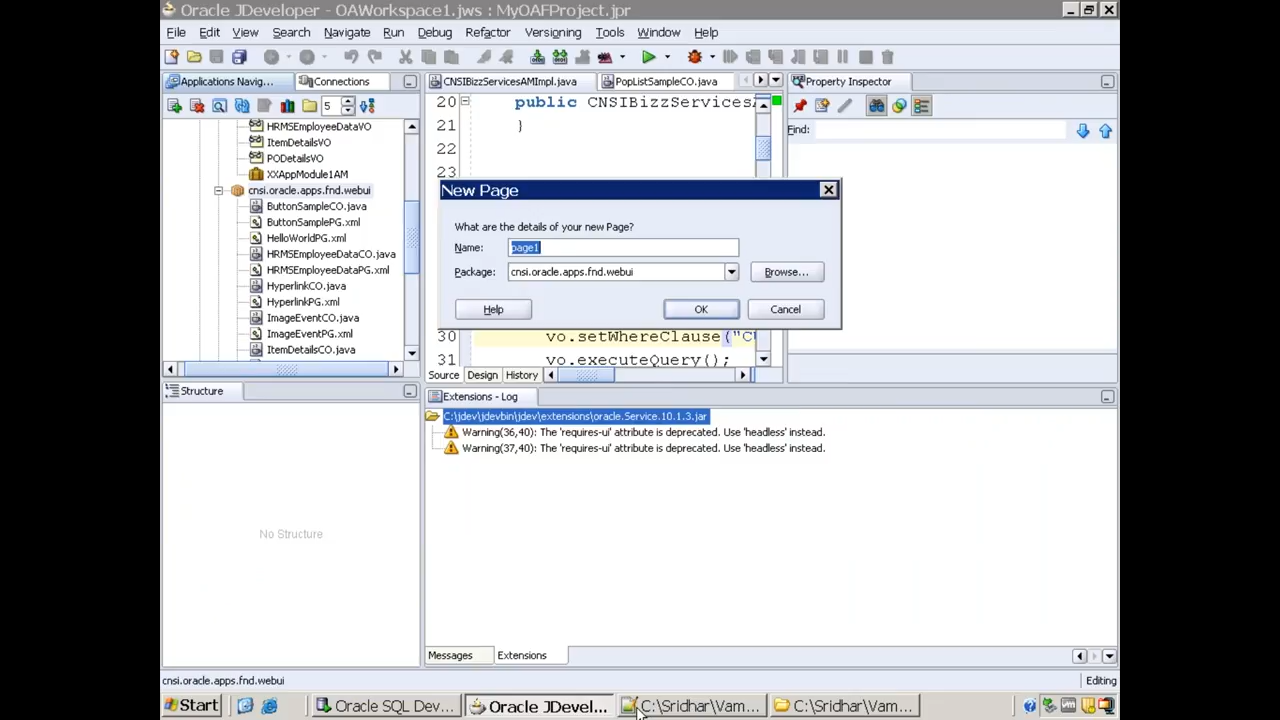 Oracle JDeveloper - OAWorkspace1.jws : MyOAFProject.jpr
File Edit View Search Navigate Run Debug Refactor Versioning Tools Window Help
Applications Navig... Connections
CNSIBizzServicesAMImpl.java PopListSampleCO.java
Property Inspector
5
Find:
HRMSEmployeeDataVO
ItemDetailsVO
PODetailsVO
XXAppModule1AM
cnsi.oracle.apps.fnd.webui
ButtonSampleCO.java
ButtonSamplePG.xml
HelloWorldPG.xml
HRMSEmployeeDataCO.java
HRMSEmployeeDataPG.xml
HyperlinkCO.java
HyperlinkPG.xml
ImageEventCO.java
ImageEventPG.xml
ItemDetailsCO.java
20 public CNSIBizzServicesA
21 }
22
23
New Page
What are the details of your new Page?
Name: page1
Package: cnsi.oracle.apps.fnd.webui Browse...
Help OK Cancel
30 vo.setWhereClause("C
31 vo.executeQuery();
Source Design History
Structure
No Structure
Extensions - Log
C:\jdev\jdevbin\jdev\extensions\oracle.Service.10.1.3.jar
Warning(36,40): The 'requires-ui' attribute is deprecated. Use 'headless' instead.
Warning(37,40): The 'requires-ui' attribute is deprecated. Use 'headless' instead.
Messages Extensions
cnsi.oracle.apps.fnd.webui Editing
Start Oracle SQL Dev... Oracle JDevel... C:\Sridhar\Vam... C:\Sridhar\Vam...